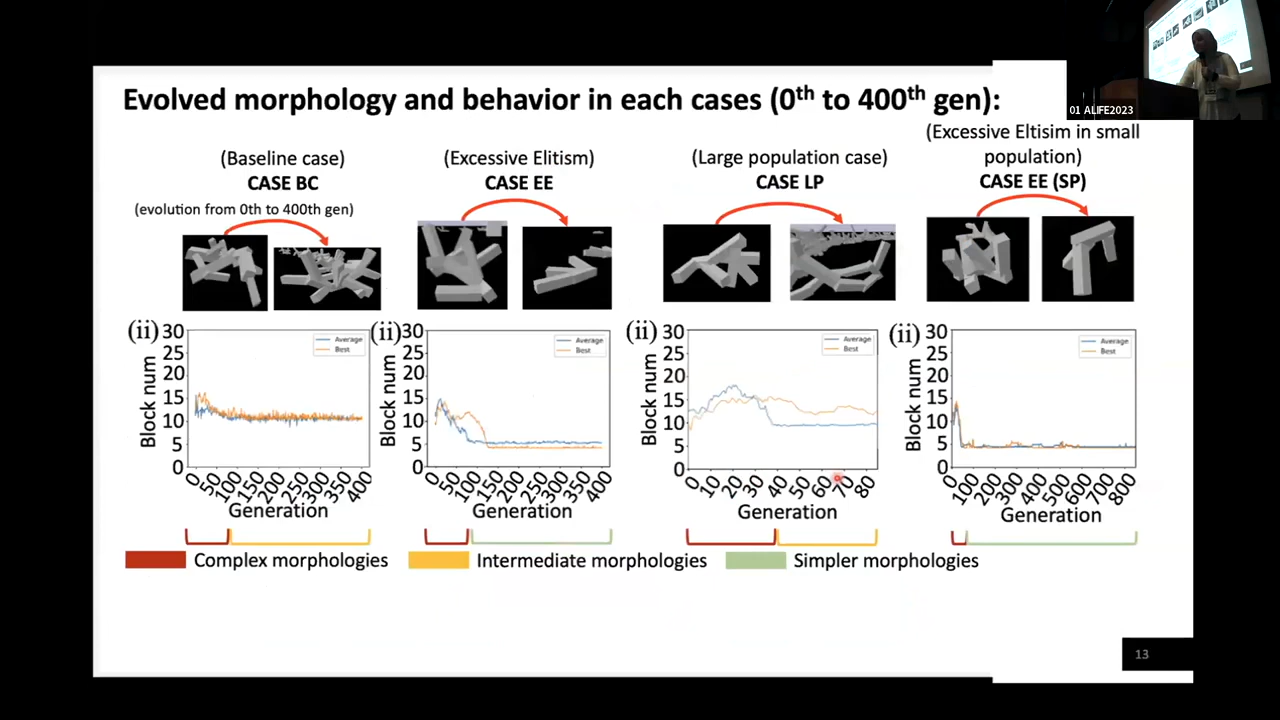 01 ALIFE2023
Evolved morphology and behavior in each cases (0th to 400th gen):
(Baseline case)
CASE BC
(evolution from 0th to 400th gen)
(Excessive Elitism)
CASE EE
(Large population case)
CASE LP
(Excessive Eltisim in small
population)
CASE EE (SP)
(ii)
Block num
30
25
20
15
10
5
0
Average
Best
0
50
100
150
200
250
300
350
400
Generation
(ii)
Block num
30
25
20
15
10
5
0
Average
Best
0
50
100
150
200
250
300
350
400
Generation
(ii)
Block num
30
25
20
15
10
5
0
Average
Best
0
10
20
30
40
50
60
70
80
Generation
(ii)
Block num
30
25
20
15
10
5
0
Average
Best
0
100
200
300
400
500
600
700
800
Generation
Complex morphologies
Intermediate morphologies
Simpler morphologies
13